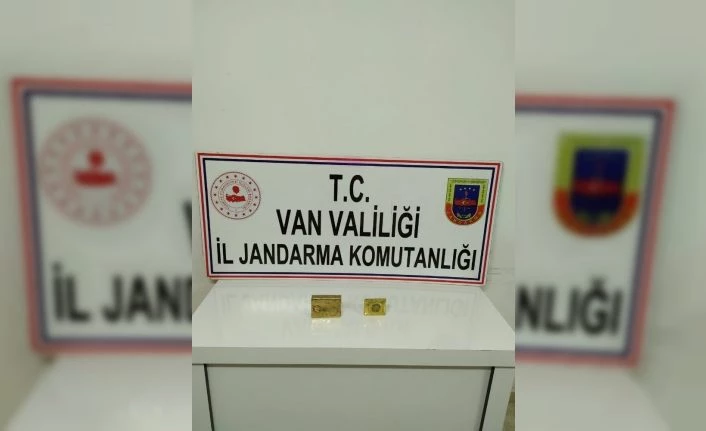 T.C.
VAN VALİLİĞİ
İL JANDARMA KOMUTANLIĞI